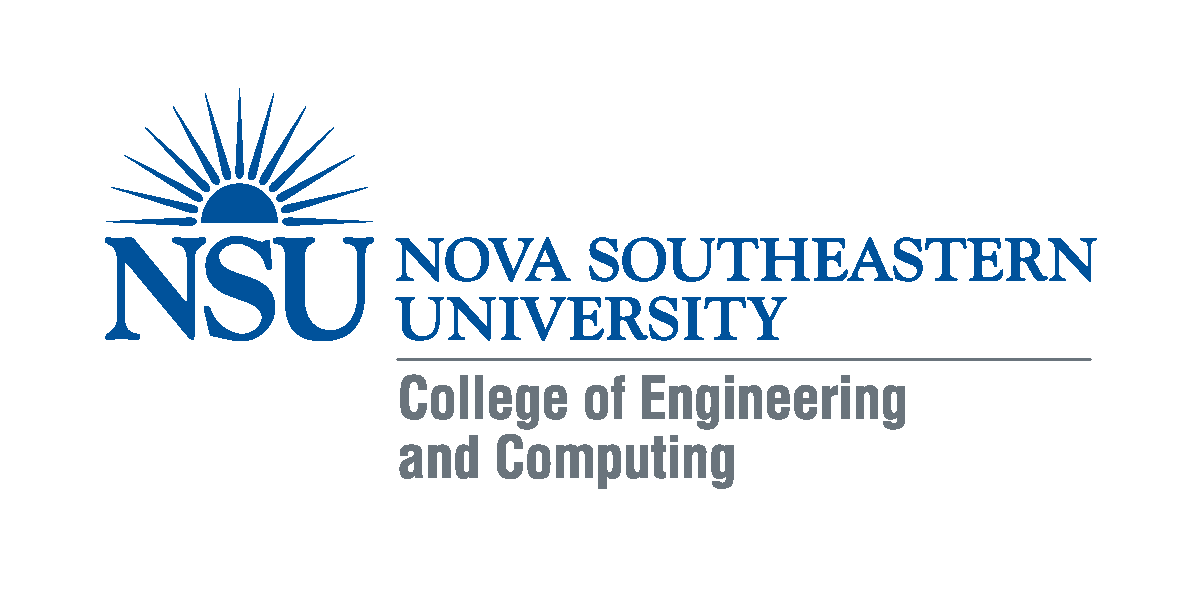 NSU
NOVA SOUTHEASTERN
UNIVERSITY
College of Engineering
and Computing